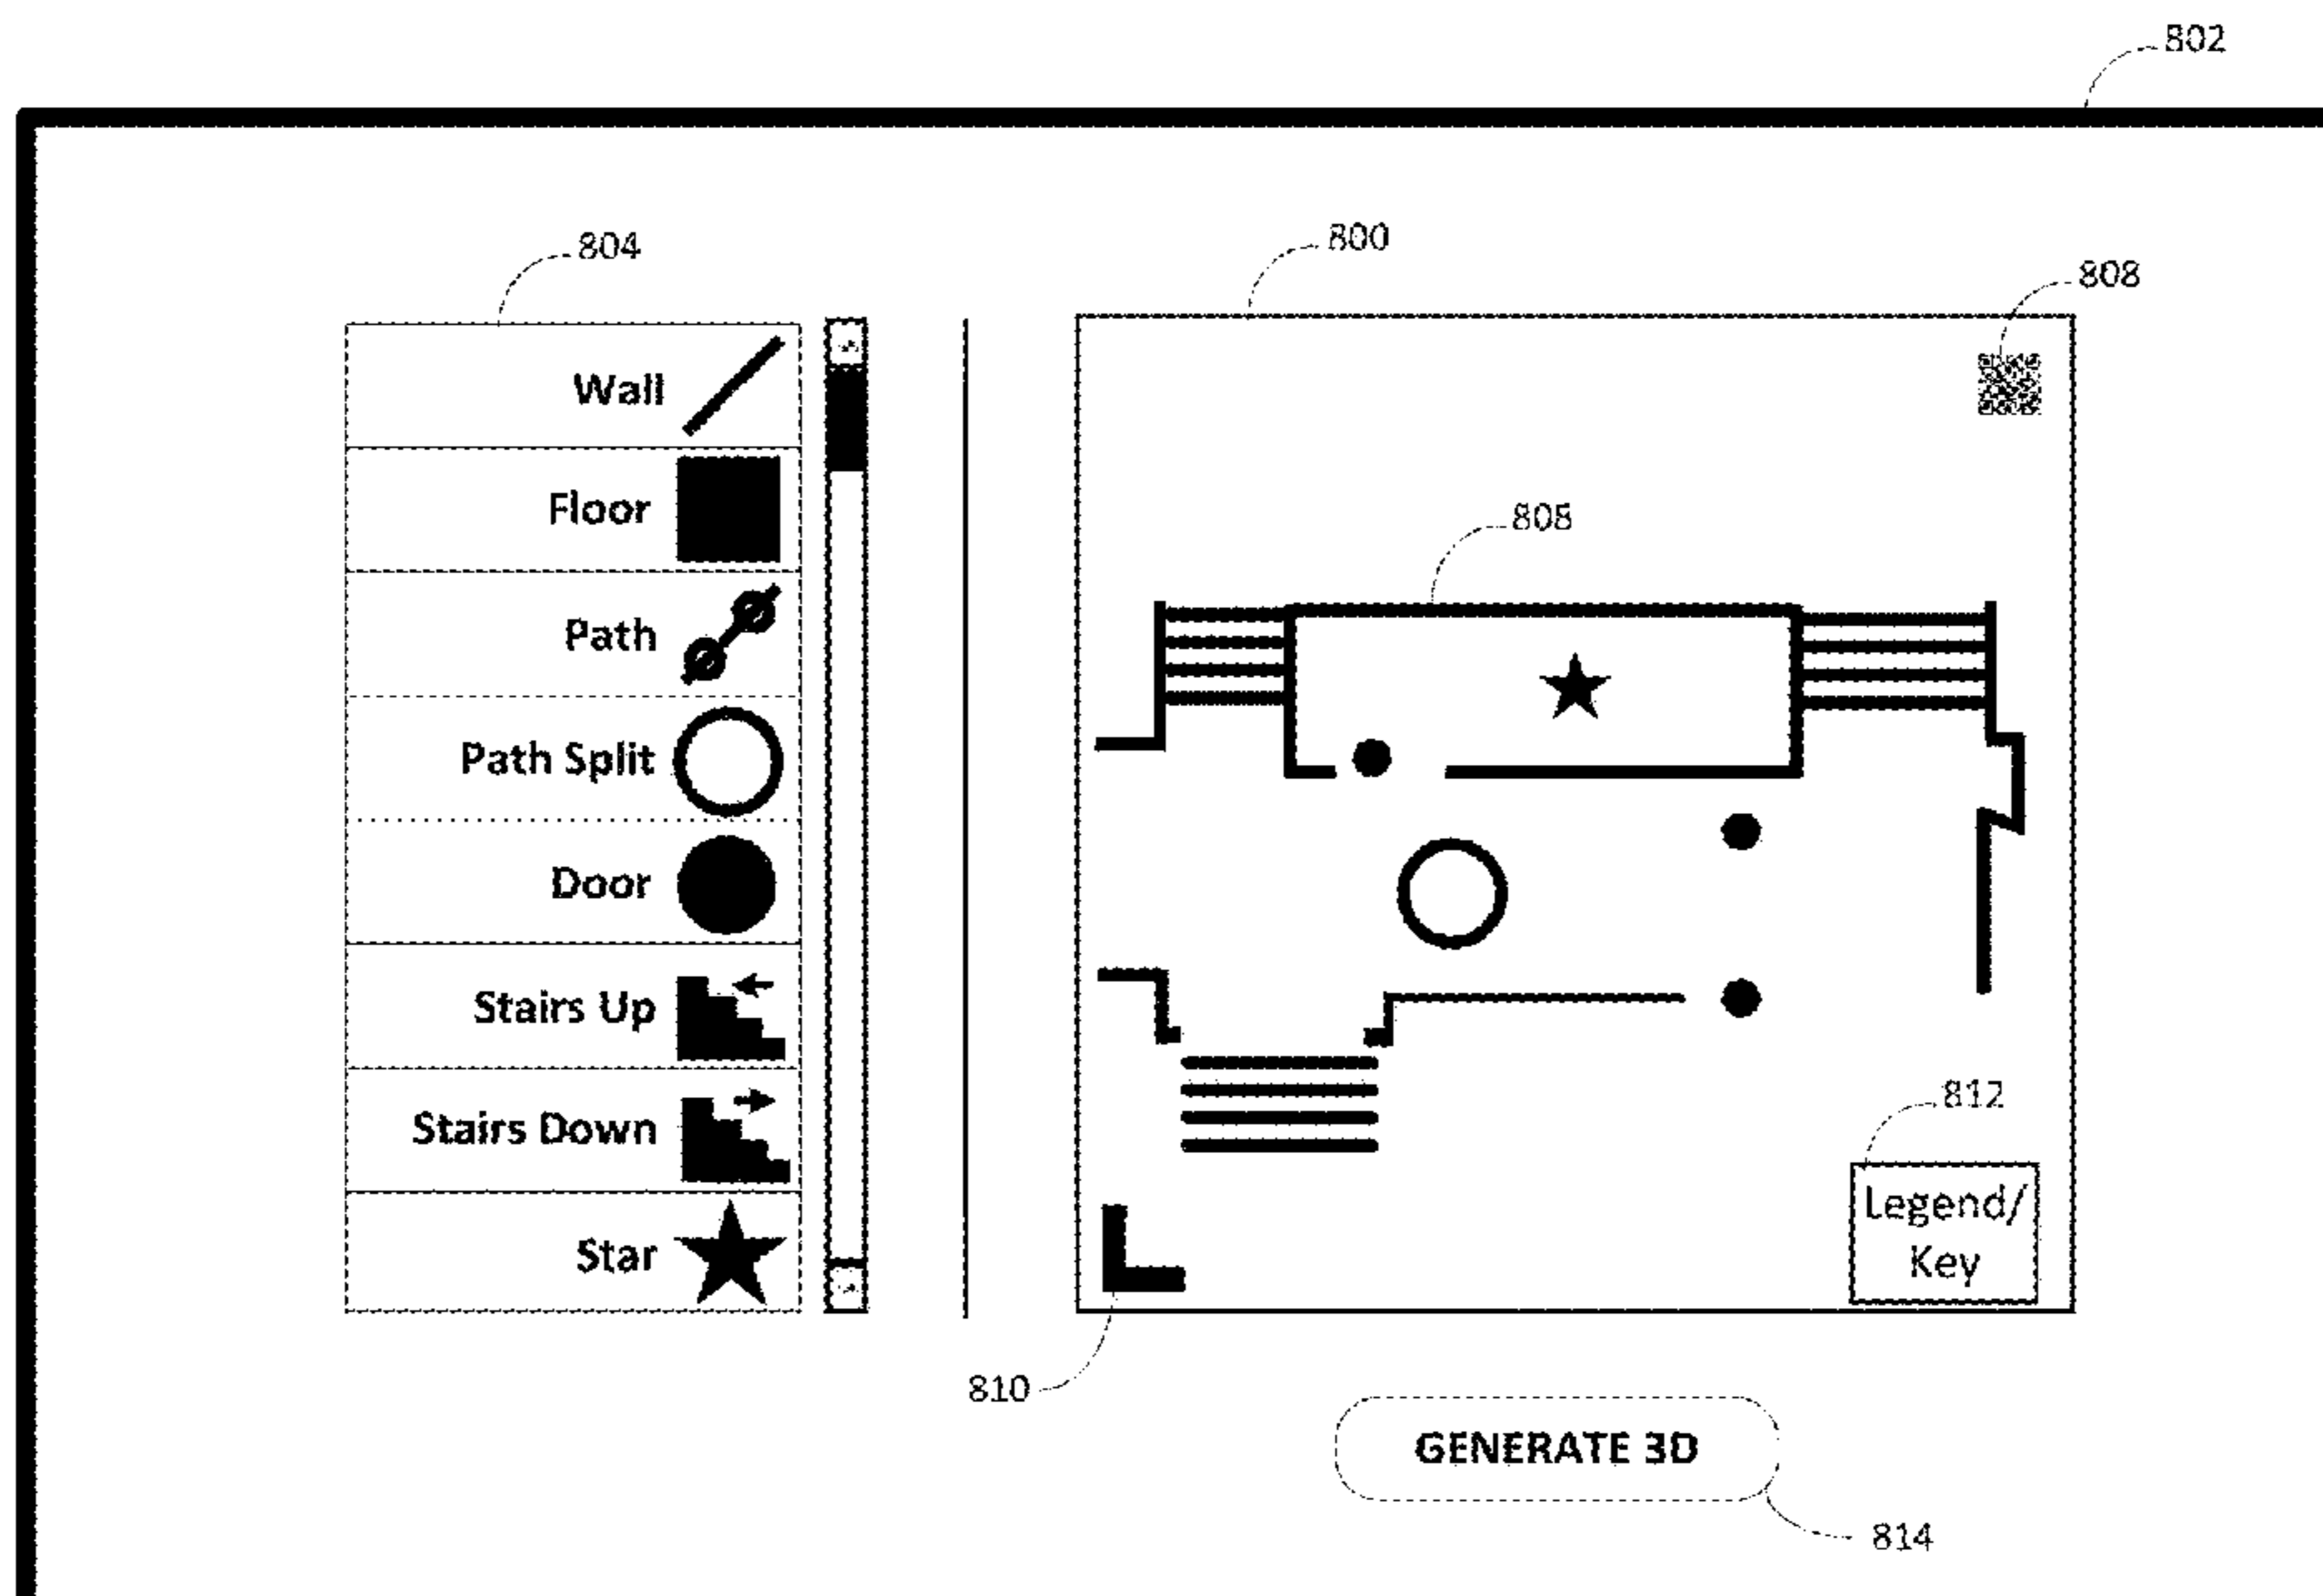 802
804
800
808
Wall
Floor
806
Path
Path Split
Door
Stairs Up
Stairs Down
812
Legend/
Key
Star
810
GENERATE 3D
814